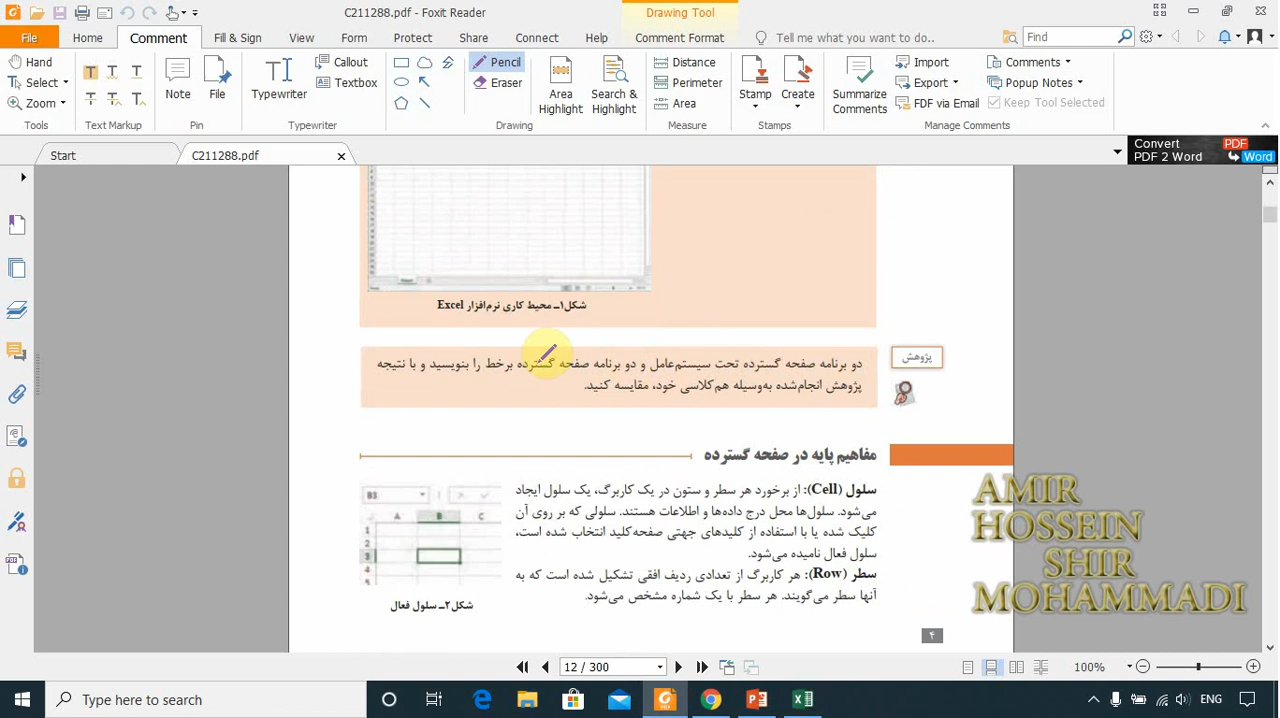 C211288.pdf - Foxit Reader
Drawing Tool
File
Home
Comment
Fill & Sign
View
Form
Protect
Share
Connect
Help
Comment Format
Tell me what you want to do..
Find
Hand
Select
Zoom
Tools
Text Markup
Note
File
Pin
Typewriter
Callout
Textbox
Typewriter
Pencil
Eraser
Drawing
Area Highlight
Search & Highlight
Distance
Perimeter
Area
Measure
Stamp
Create
Stamps
Summarize Comments
Import
Export
FDF via Email
Comments
Popup Notes
Keep Tool Selected
Manage Comments
Start
C211288.pdf
Convert PDF
PDF 2 Word Word
شکل۱ـ محیط کاری نرم‌افزار Excel
پژوهش
دو برنامه صفحه گسترده تحت سیستم‌عامل و دو برنامه صفحه گسترده برخط را بنویسید و با نتیجه
پژوهش انجام‌شده به‌وسیله هم‌کلاسی خود، مقایسه کنید.
مفاهیم پایه در صفحه گسترده
سلول (Cell): از برخورد هر سطر و ستون در یک کاربرگ، یک سلول ایجاد
می‌شود. سلول‌ها محل درج داده‌ها و اطلاعات هستند. سلولی که بر روی آن
کلیک شده یا با استفاده از کلیدهای جهتی صفحه‌کلید انتخاب شده است،
سلول فعال نامیده می‌شود.
سطر (Row): هر کاربرگ از تعدادی ردیف افقی تشکیل شده است که به
آنها سطر می‌گویند. هر سطر با یک شماره مشخص می‌شود.
B3
A B C
1
2
3
شکل۲ـ سلول فعال
۴
AMIR
HOSSEIN
SHIR
MOHAMMADI
12 / 300
100%
Type here to search
ENG